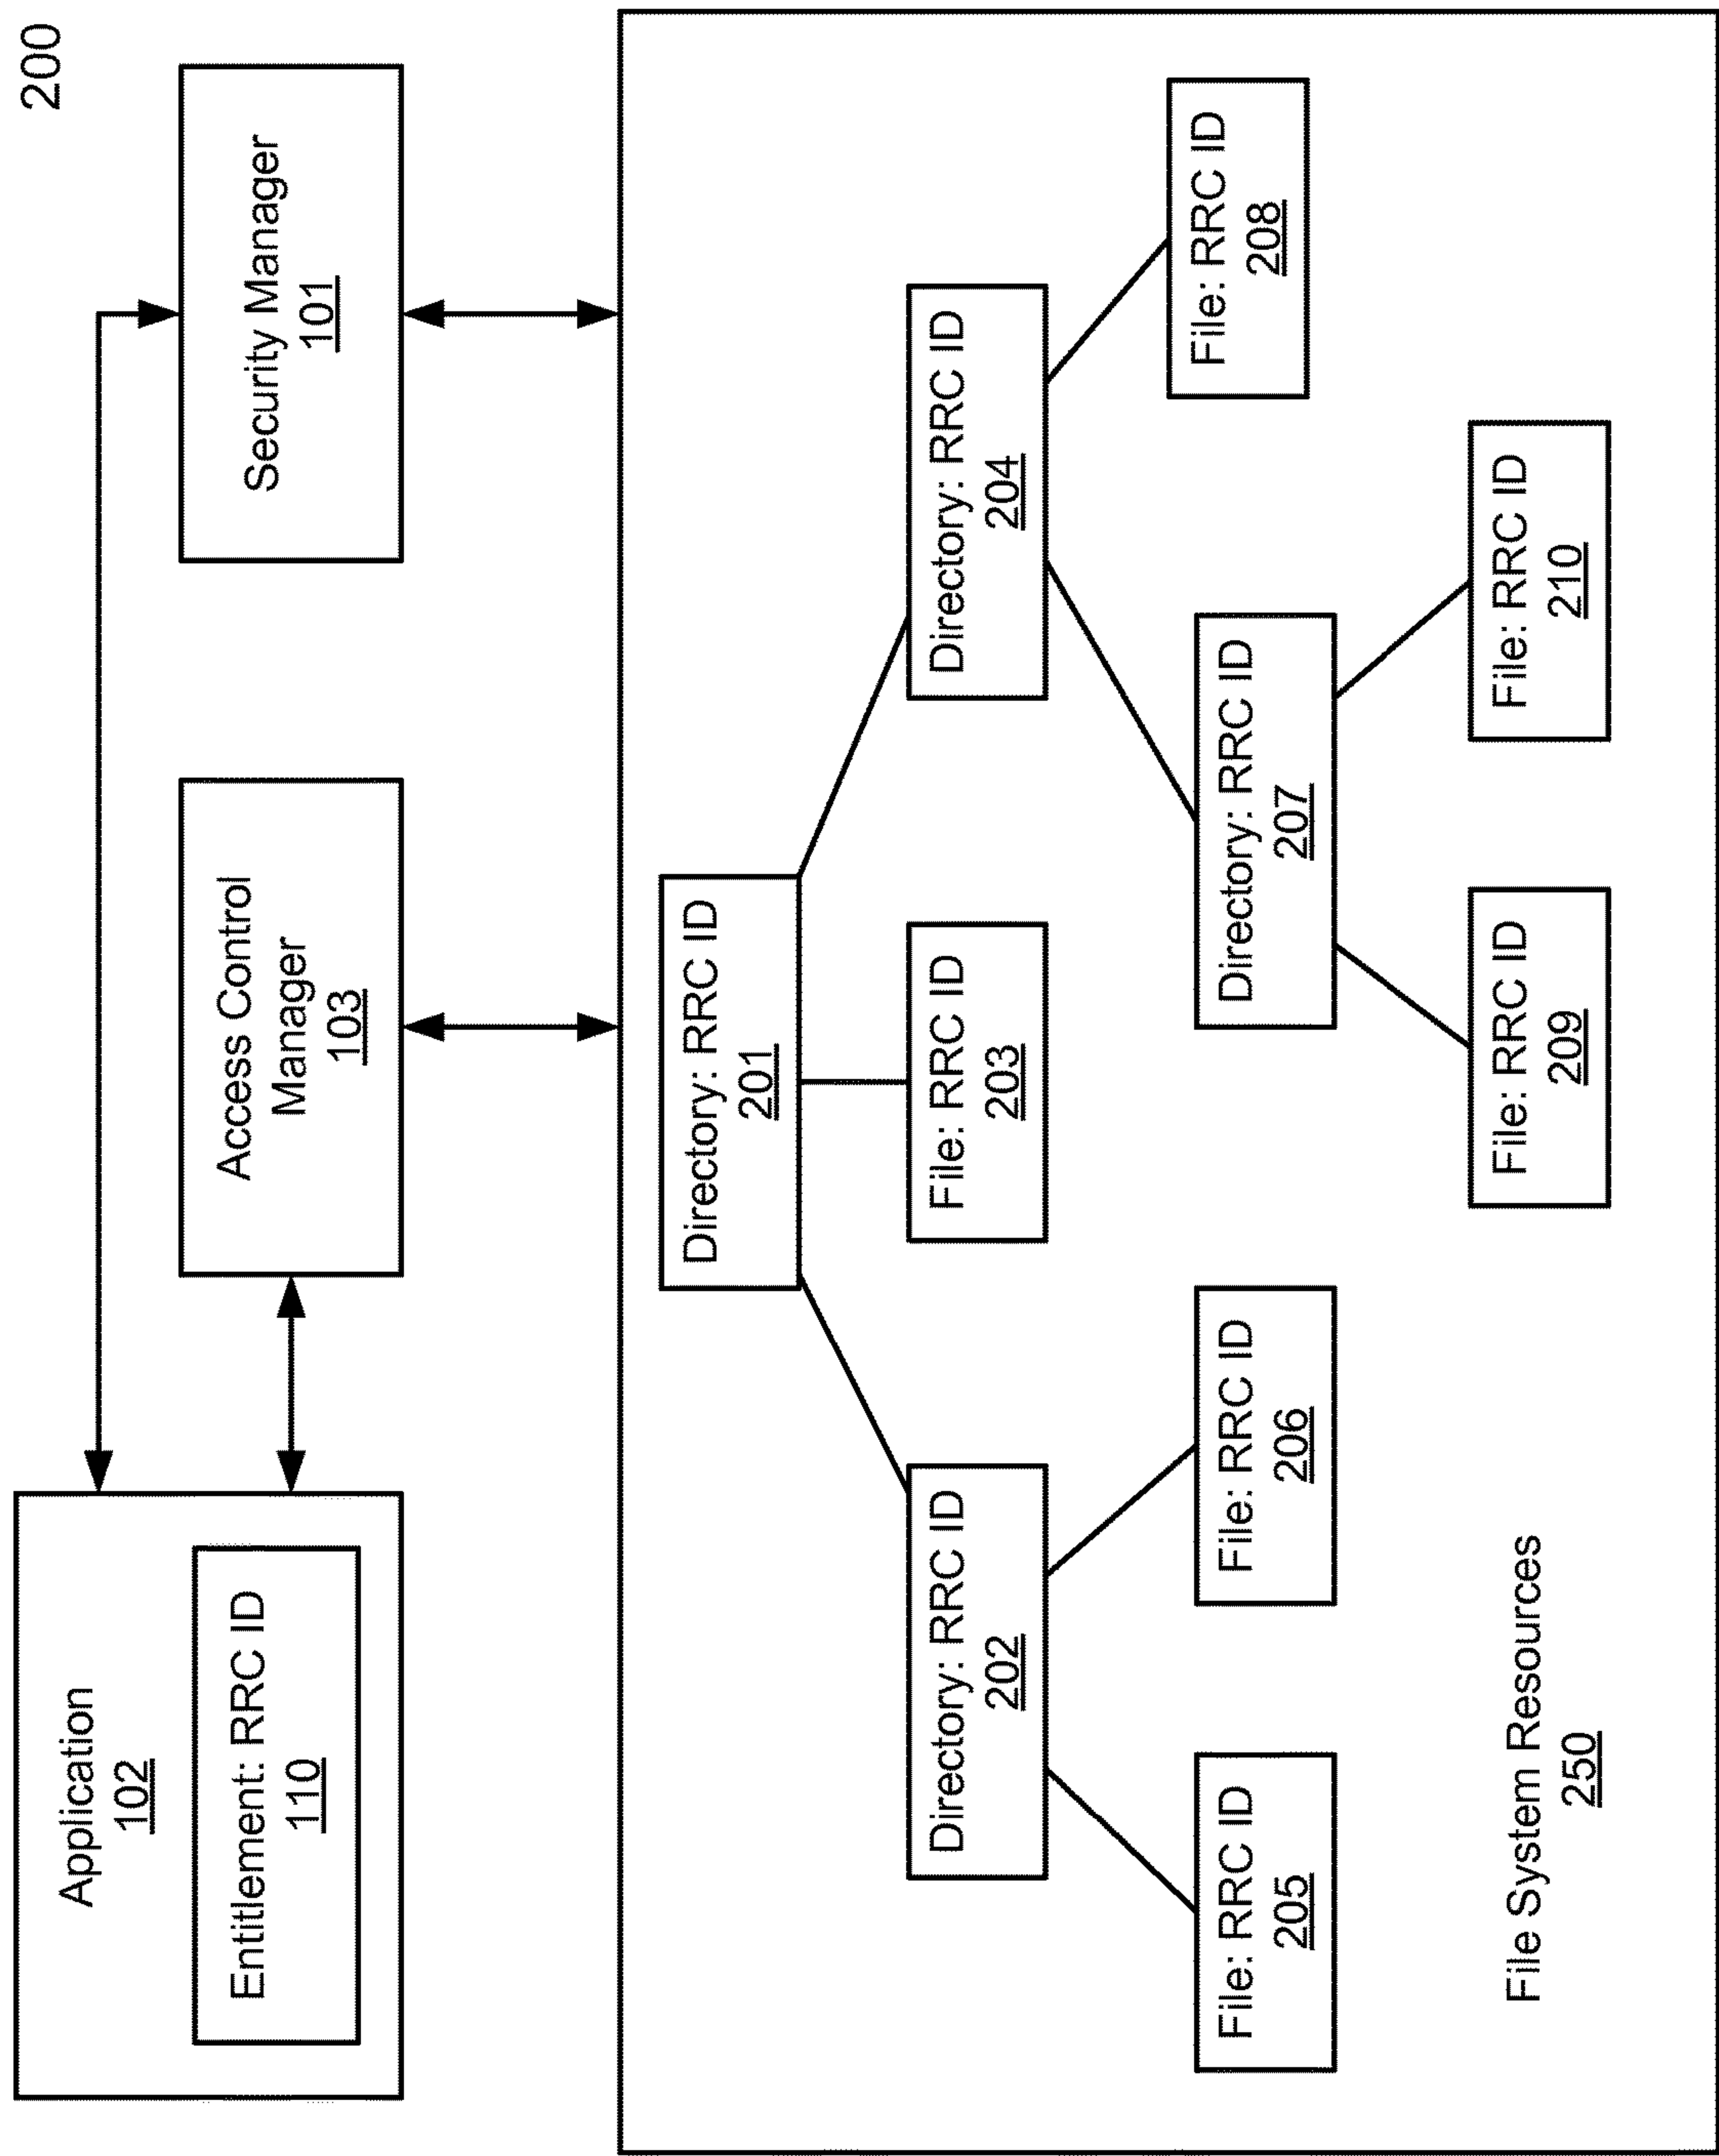 200
Application
102
Entitlement: RRC ID
110
Access Control
Manager
103
Security Manager
101
Directory: RRC ID
201
Directory: RRC ID
202
File: RRC ID
203
Directory: RRC ID
204
File: RRC ID
205
File: RRC ID
206
Directory: RRC ID
207
File: RRC ID
208
File: RRC ID
209
File: RRC ID
210
File System Resources
250